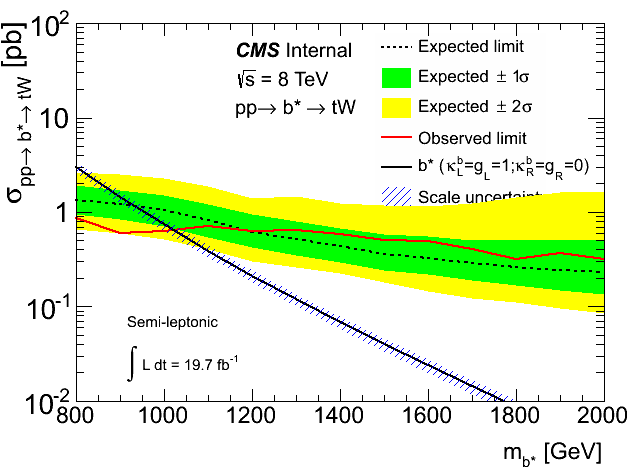 10²
10
1
10⁻¹
10⁻²
σ_pp→ b*→ tW [pb]
CMS Internal
√s = 8 TeV
pp→ b* → tW
Expected limit
Expected ± 1σ
Expected ± 2σ
Observed limit
b* (κ_L^b=g_L=1;κ_R^b=g_R=0)
Scale
Semi-leptonic
∫ L dt = 19.7 fb⁻¹
800 1000 1200 1400 1600 1800 2000
m_b* [GeV]